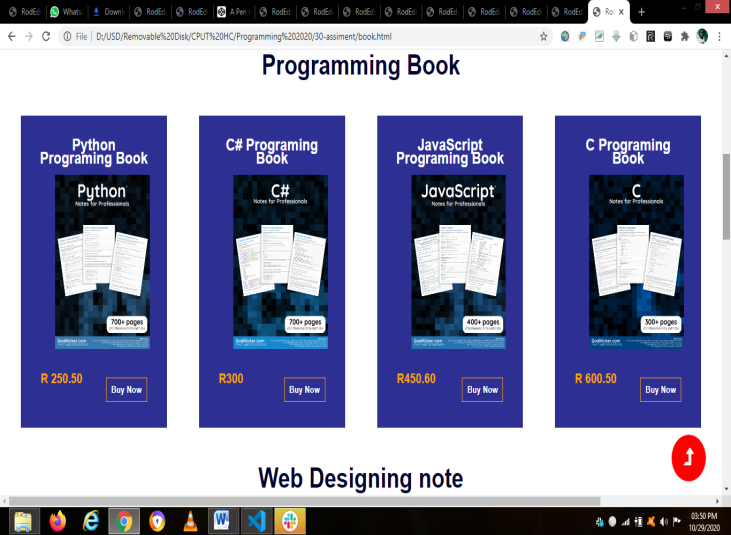 RodEd
Whats
Down
RodEd
RodEd
RodEd
A Pen
RodEd
RodEd
RodEd
RodEd
RodEd
RodEd
RodEd
RodEd
Ro
File
D:/USD/Removable%20Disk/CPUT%20HC/Programming%202020/30-assiment/book.html
Programming Book
Python
Programing Book
C# Programing
Book
JavaScript
Programing Book
C Programing
Book
Python
Notes for Professionals
700+ pages
GoalKicker.com
C#
Notes for Professionals
700+ pages
GoalKicker.com
JavaScript
Notes for Professionals
400+ pages
GoalKicker.com
C
Notes for Professionals
300+ pages
GoalKicker.com
R 250.50
Buy Now
R300
Buy Now
R450.60
Buy Now
R 600.50
Buy Now
Web Designing note
03:50 PM
10/29/2020